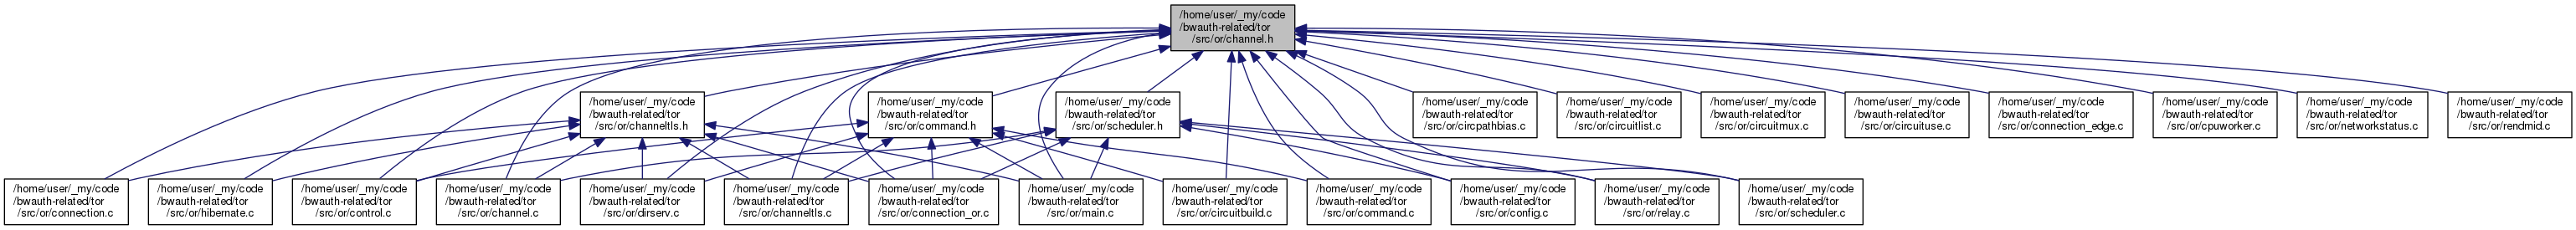 /home/user/_my/code
/bwauth-related/tor
/src/or/channel.h
/home/user/_my/code
/bwauth-related/tor
/src/or/channeltls.h
/home/user/_my/code
/bwauth-related/tor
/src/or/command.h
/home/user/_my/code
/bwauth-related/tor
/src/or/scheduler.h
/home/user/_my/code
/bwauth-related/tor
/src/or/circpathbias.c
/home/user/_my/code
/bwauth-related/tor
/src/or/circuitlist.c
/home/user/_my/code
/bwauth-related/tor
/src/or/circuitmux.c
/home/user/_my/code
/bwauth-related/tor
/src/or/circuituse.c
/home/user/_my/code
/bwauth-related/tor
/src/or/connection_edge.c
/home/user/_my/code
/bwauth-related/tor
/src/or/cpuworker.c
/home/user/_my/code
/bwauth-related/tor
/src/or/networkstatus.c
/home/user/_my/code
/bwauth-related/tor
/src/or/rendmid.c
/home/user/_my/code
/bwauth-related/tor
/src/or/connection.c
/home/user/_my/code
/bwauth-related/tor
/src/or/hibernate.c
/home/user/_my/code
/bwauth-related/tor
/src/or/control.c
/home/user/_my/code
/bwauth-related/tor
/src/or/channel.c
/home/user/_my/code
/bwauth-related/tor
/src/or/dirserv.c
/home/user/_my/code
/bwauth-related/tor
/src/or/channeltls.c
/home/user/_my/code
/bwauth-related/tor
/src/or/connection_or.c
/home/user/_my/code
/bwauth-related/tor
/src/or/main.c
/home/user/_my/code
/bwauth-related/tor
/src/or/circuitbuild.c
/home/user/_my/code
/bwauth-related/tor
/src/or/command.c
/home/user/_my/code
/bwauth-related/tor
/src/or/config.c
/home/user/_my/code
/bwauth-related/tor
/src/or/relay.c
/home/user/_my/code
/bwauth-related/tor
/src/or/scheduler.c